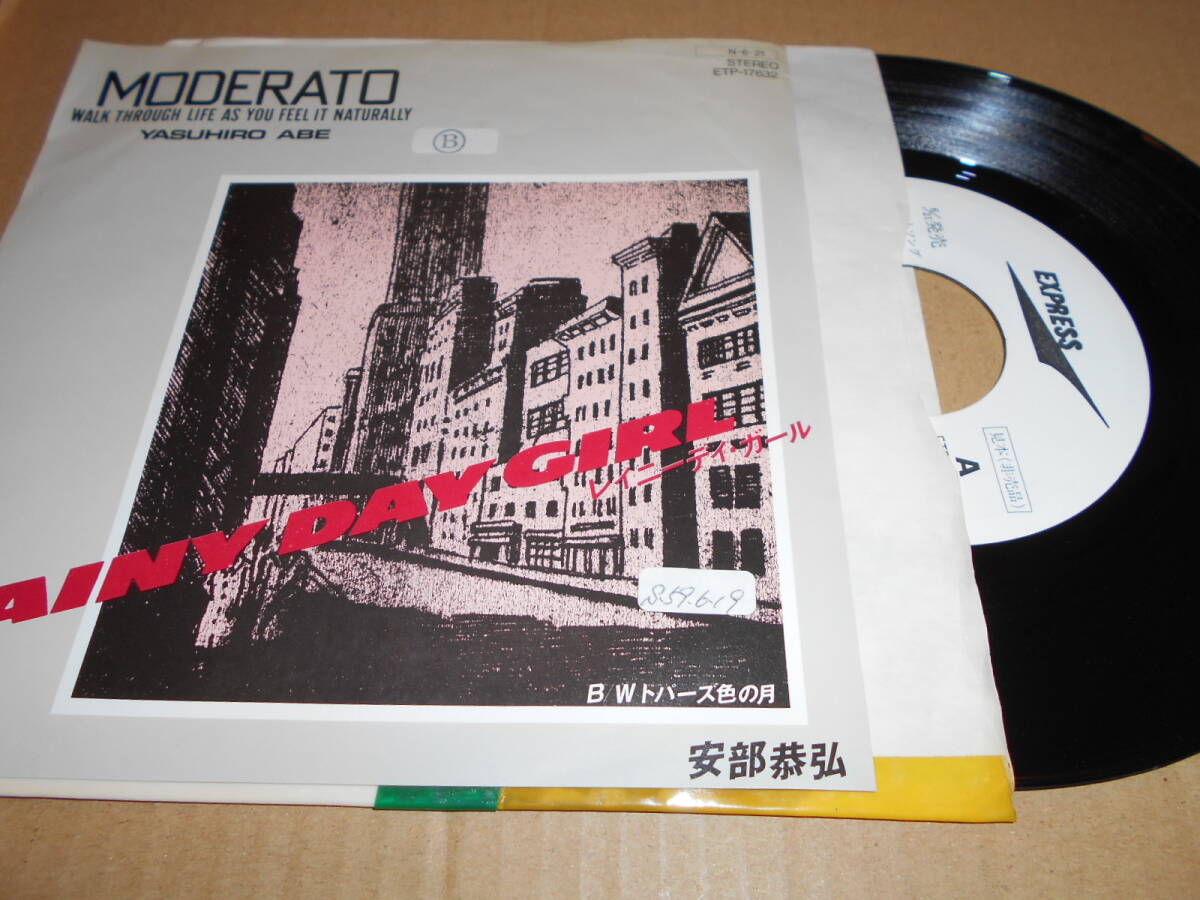 MODERATO
WALK THROUGH LIFE AS YOU FEEL IT NATURALLY
YASUHIRO ABE
B
N-6-21
STEREO
ETP-17632
AINY DAY GIRL
レイニーデイ・ガール
S59.6.19
B/Wトパーズ色の月
安部恭弘
発売
EXPRESS
A
見本(非売品)